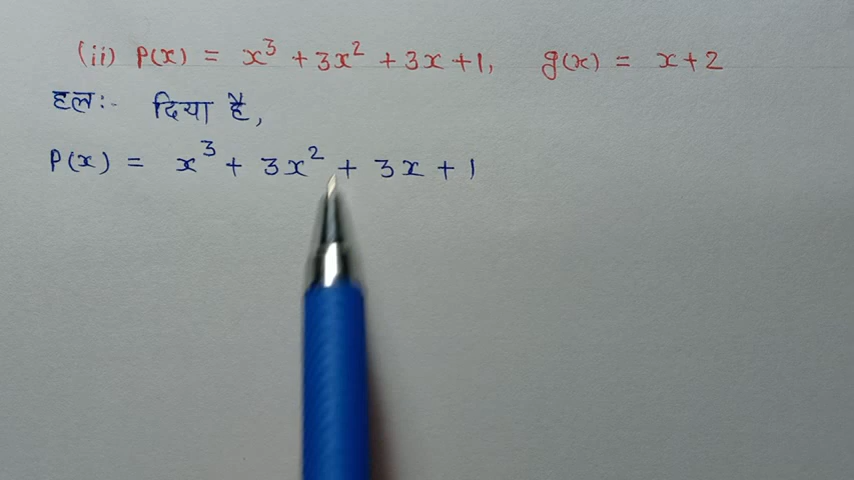 (ii) P(x) = x³ + 3x² + 3x + 1, g(x) = x + 2
हल:- दिया है,
P(x) = x³ + 3x² + 3x + 1